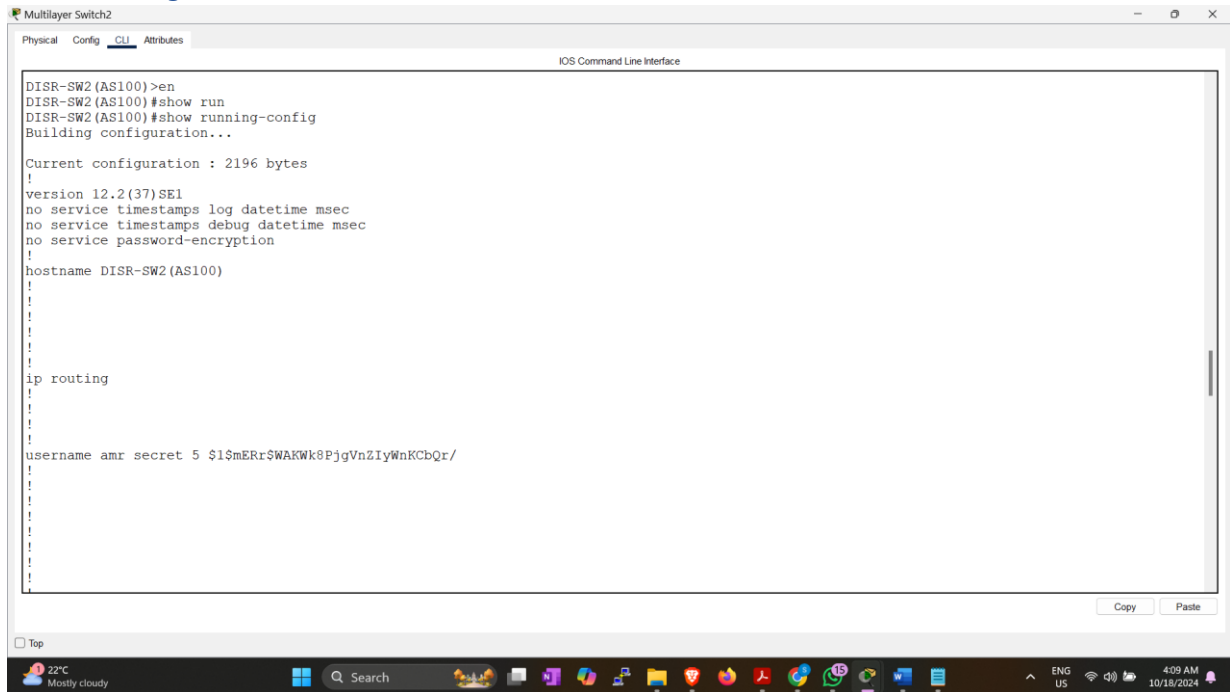 Multilayer Switch2
Physical Config CLI Attributes
IOS Command Line Interface
DISR-SW2(AS100)>en
DISR-SW2(AS100)#show run
DISR-SW2(AS100)#show running-config
Building configuration...
Current configuration : 2196 bytes
!
version 12.2(37)SE1
no service timestamps log datetime msec
no service timestamps debug datetime msec
no service password-encryption
!
hostname DISR-SW2(AS100)
!
!
!
!
!
!
ip routing
!
!
!
!
username amr secret 5 $1$mERr$WAKWk8PjgVnZIyWnKCbQr/
!
!
!
!
!
!
!
!
!
Copy Paste
Top
1
22°C
Mostly cloudy
Search
15
ENG
US
4:09 AM
10/18/2024